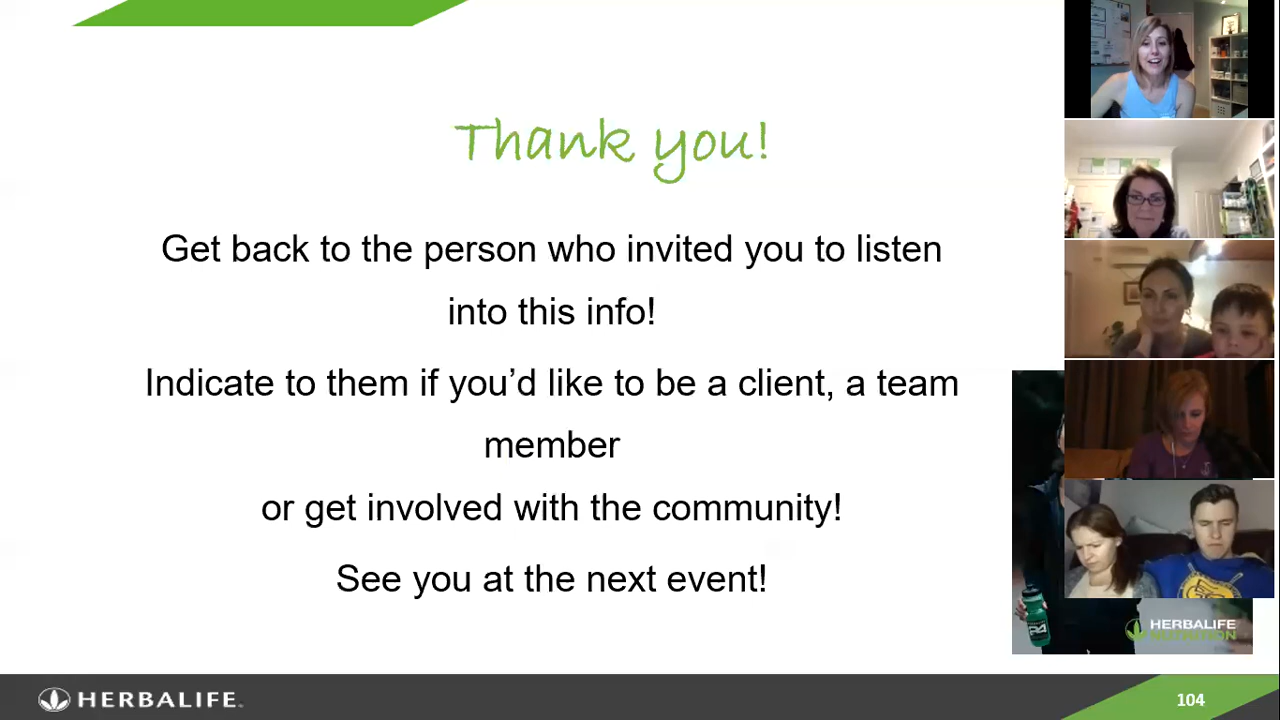 Thank you!
Get back to the person who invited you to listen
into this info!
Indicate to them if you’d like to be a client, a team
member
or get involved with the community!
See you at the next event!
24
HERBALIFE
NUTRITION
HERBALIFE
104